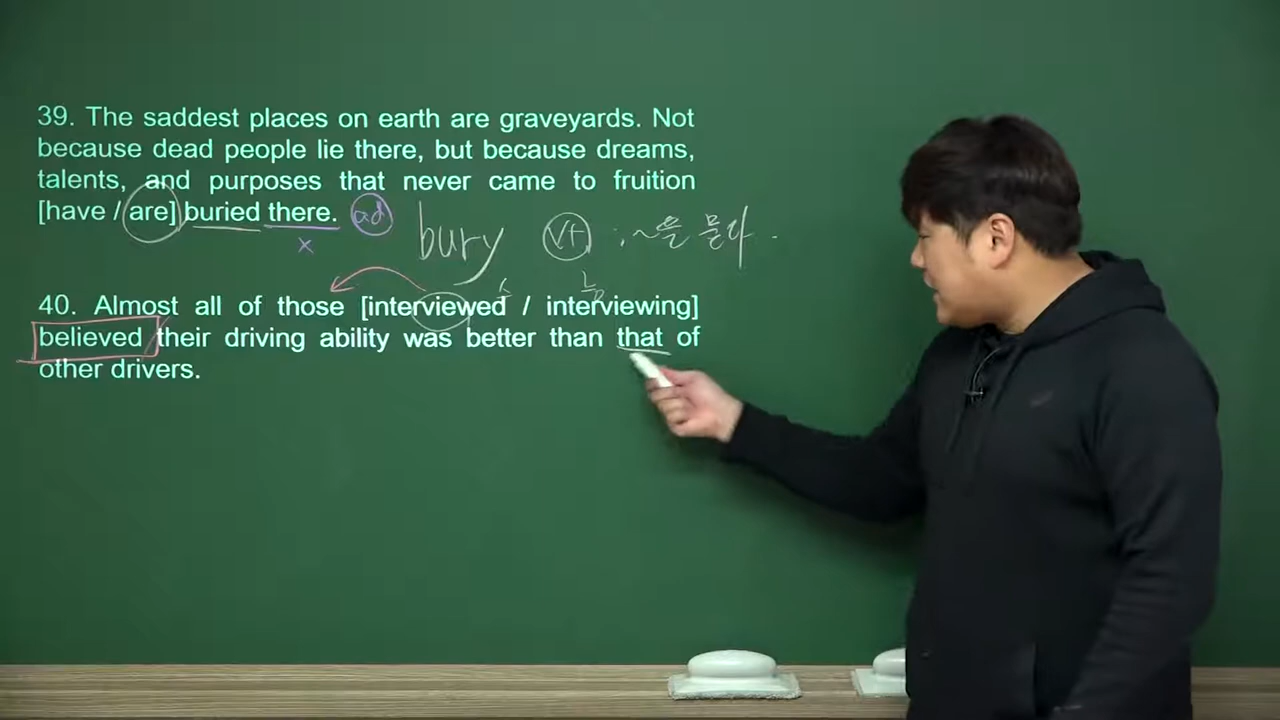 39. The saddest places on earth are graveyards. Not
because dead people lie there, but because dreams,
talents, and purposes that never came to fruition
[have / are] buried there. ad
x
bury vt : ~을 묻다.
40. Almost all of those [interviewed / interviewing]
believed their driving ability was better than that of
other drivers.